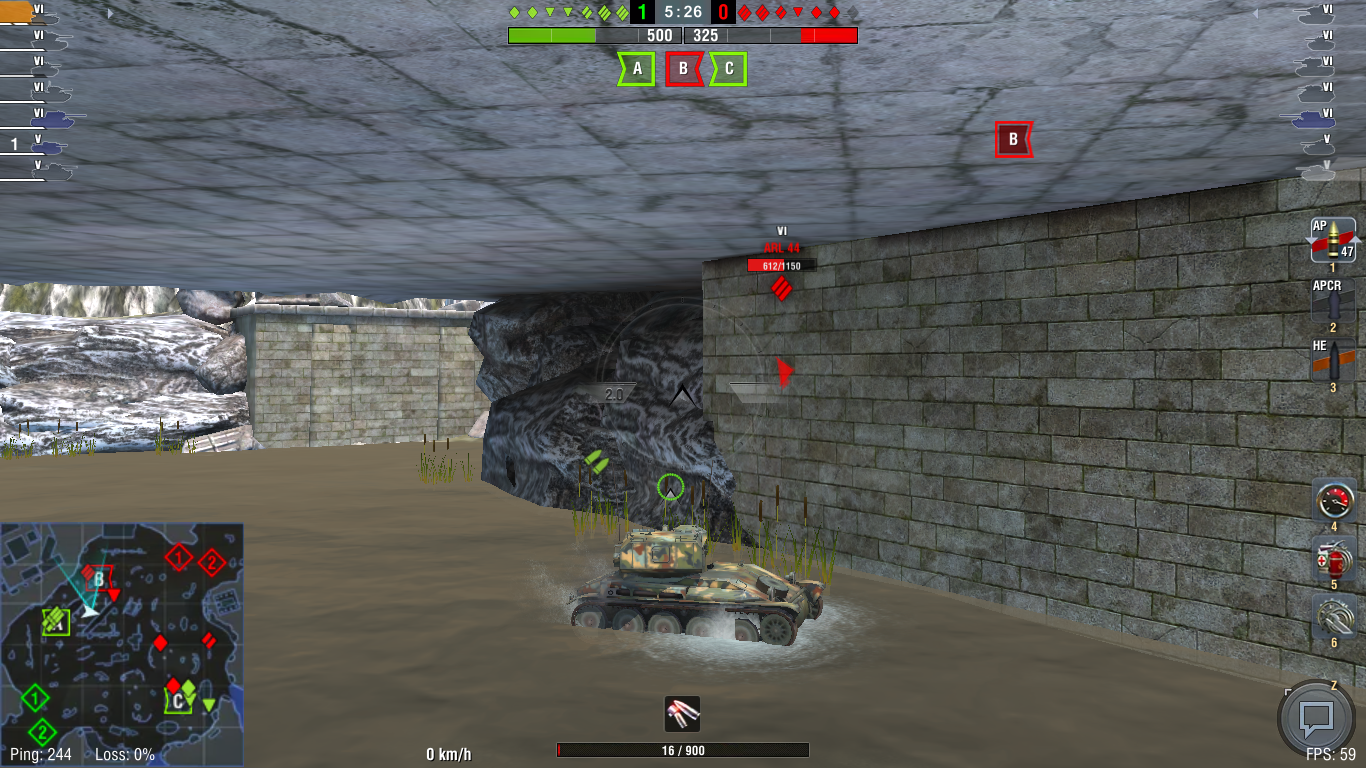 1 5:26 0
500 325
A B C
VI
VI
VI
VI
VI
1 V
V
VI
VI
VI
VI
VI
V
V
B
VI
ARL 44
612/1150
AP
47
1
APCR
2
HE
3
2.0
4
5
6
Z
1 2
B
A
C
1
2
Ping: 244 Loss: 0%
0 km/h
16 / 900
FPS: 59